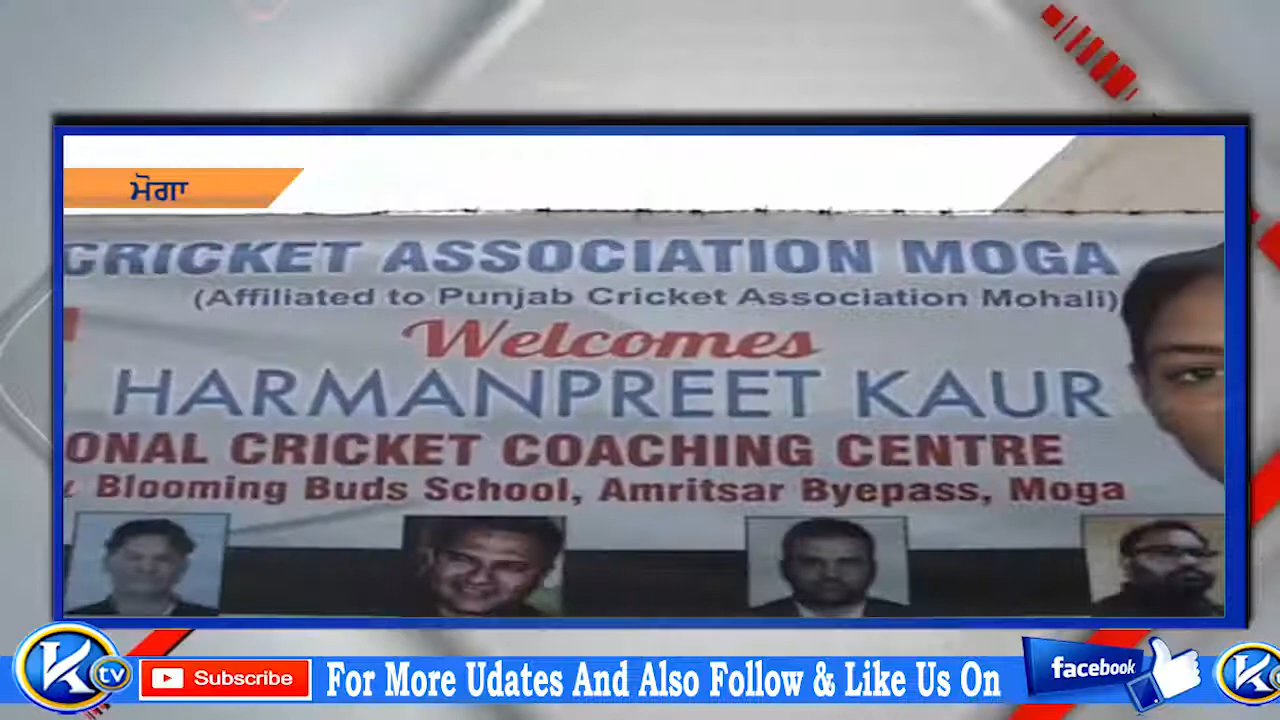 ਮੋਗਾ
CRICKET ASSOCIATION MOGA
(Affiliated to Punjab Cricket Association Mohali)
Welcomes
HARMANPREET KAUR
ONAL CRICKET COACHING CENTRE
Blooming Buds School, Amritsar Byepass, Moga
K tv Subscribe For More Udates And Also Follow & Like Us On facebook K